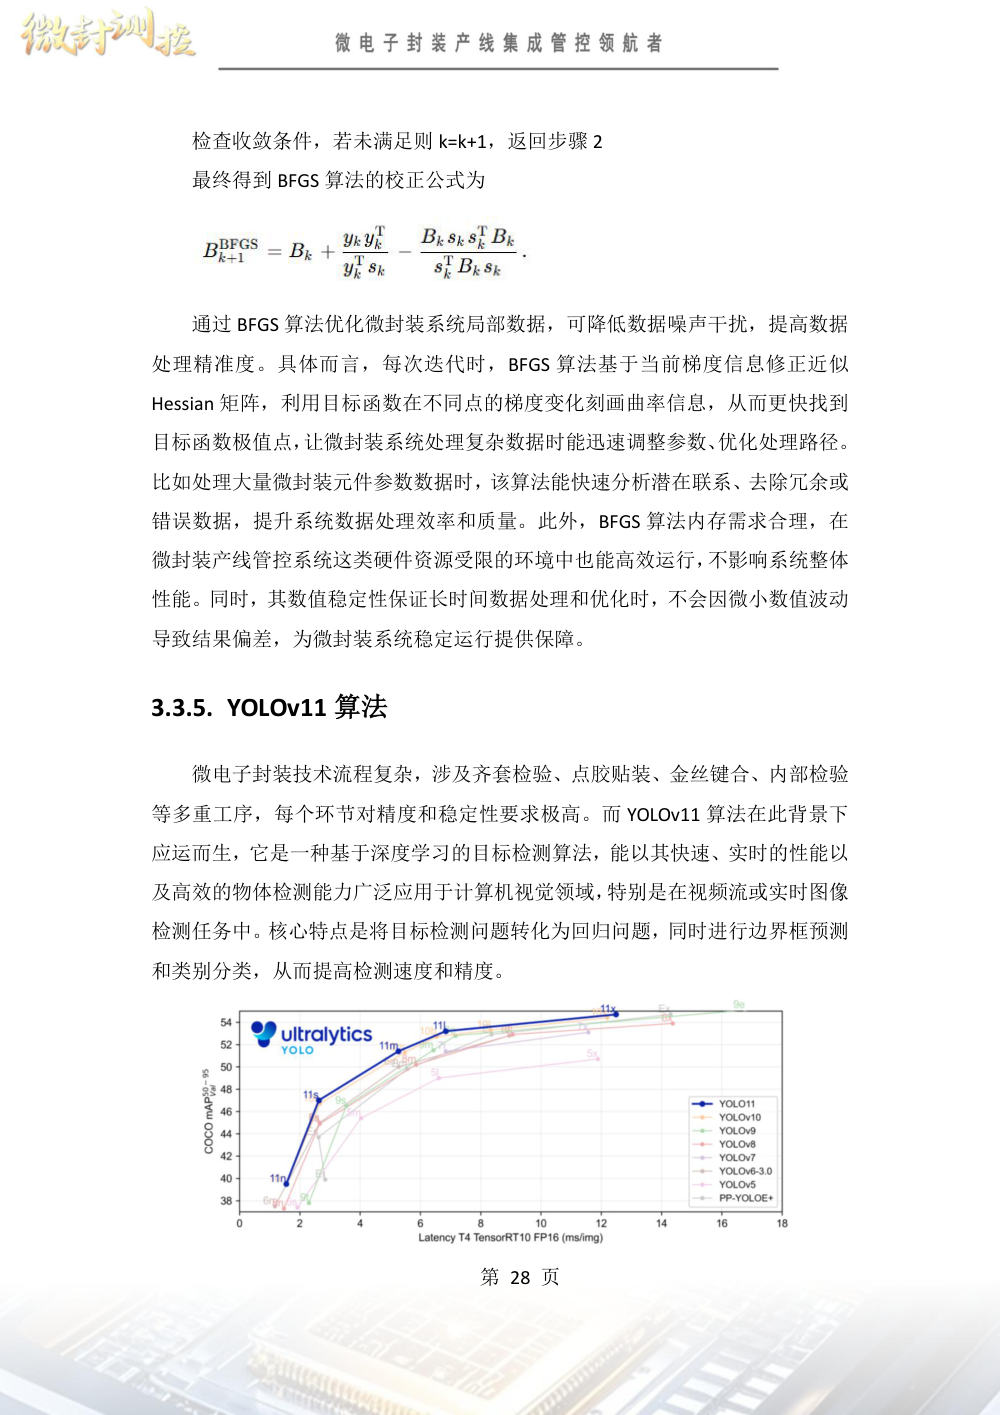 微封测控
微电子封装产线集成管控领航者
检查收敛条件，若未满足则 k=k+1，返回步骤 2
最终得到 BFGS 算法的校正公式为
B_{k+1}^{BFGS} = B_k + \frac{y_k y_k^T}{y_k^T s_k} − \frac{B_k s_k s_k^T B_k}{s_k^T B_k s_k} .
通过 BFGS 算法优化微封装系统局部数据，可降低数据噪声干扰，提高数据
处理精准度。具体而言，每次迭代时，BFGS 算法基于当前梯度信息修正近似
Hessian 矩阵，利用目标函数在不同点的梯度变化刻画曲率信息，从而更快找到
目标函数极值点，让微封装系统处理复杂数据时能迅速调整参数、优化处理路径。
比如处理大量微封装元件参数数据时，该算法能快速分析潜在联系、去除冗余或
错误数据，提升系统数据处理效率和质量。此外，BFGS 算法内存需求合理，在
微封装产线管控系统这类硬件资源受限的环境中也能高效运行，不影响系统整体
性能。同时，其数值稳定性保证长时间数据处理和优化时，不会因微小数值波动
导致结果偏差，为微封装系统稳定运行提供保障。
3.3.5. YOLOv11 算法
微电子封装技术流程复杂，涉及齐套检验、点胶贴装、金丝键合、内部检验
等多重工序，每个环节对精度和稳定性要求极高。而 YOLOv11 算法在此背景下
应运而生，它是一种基于深度学习的目标检测算法，能以其快速、实时的性能以
及高效的物体检测能力广泛应用于计算机视觉领域，特别是在视频流或实时图像
检测任务中。核心特点是将目标检测问题转化为回归问题，同时进行边界框预测
和类别分类，从而提高检测速度和精度。
ultralytics
YOLO
COCO mAP 50−95 val
54
52
50
48
46
44
42
40
38
11n
11s
11m
11l
11x
9s
9m
9e
7x
5l
5x
YOLO11
YOLOv10
YOLOv9
YOLOv8
YOLOv7
YOLOv6-3.0
YOLOv5
PP-YOLOE+
0 2 4 6 8 10 12 14 16 18
Latency T4 TensorRT10 FP16 (ms/img)
第 28 页